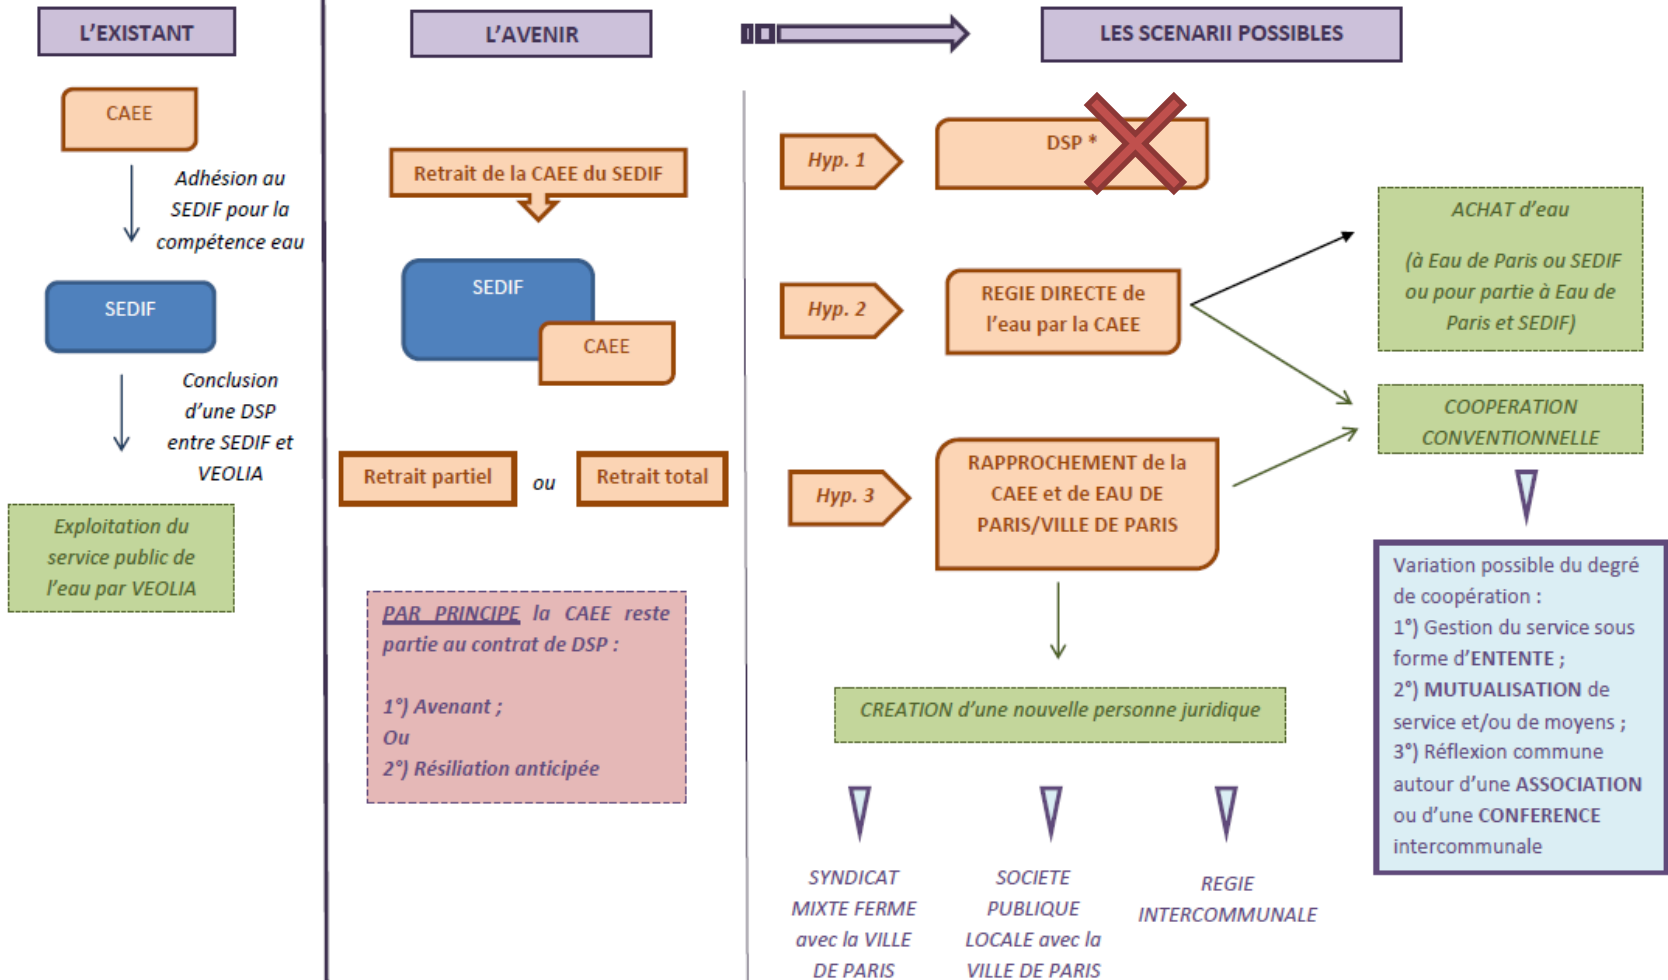 L'EXISTANT
CAEE
Adhésion au
SEDIF pour la
compétence eau
SEDIF
Conclusion
d'une DSP
entre SEDIF et
VEOLIA
Exploitation du
service public de
l'eau par VEOLIA
L'AVENIR
Retrait de la CAEE du SEDIF
SEDIF
CAEE
Retrait partiel
ou
Retrait total
PAR PRINCIPE la CAEE reste
partie au contrat de DSP :
1°) Avenant ;
Ou
2°) Résiliation anticipée
LES SCENARII POSSIBLES
Hyp. 1
DSP *
Hyp. 2
REGIE DIRECTE de
l'eau par la CAEE
Hyp. 3
RAPPROCHEMENT de la
CAEE et de EAU DE
PARIS/VILLE DE PARIS
CREATION d'une nouvelle personne juridique
SYNDICAT
MIXTE FERME
avec la VILLE
DE PARIS
SOCIETE
PUBLIQUE
LOCALE avec la
VILLE DE PARIS
REGIE
INTERCOMMUNALE
ACHAT d'eau
(à Eau de Paris ou SEDIF
ou pour partie à Eau de
Paris et SEDIF)
COOPERATION
CONVENTIONNELLE
Variation possible du degré
de coopération :
1°) Gestion du service sous
forme d'ENTENTE ;
2°) MUTUALISATION de
service et/ou de moyens ;
3°) Réflexion commune
autour d'une ASSOCIATION
ou d'une CONFERENCE
intercommunale